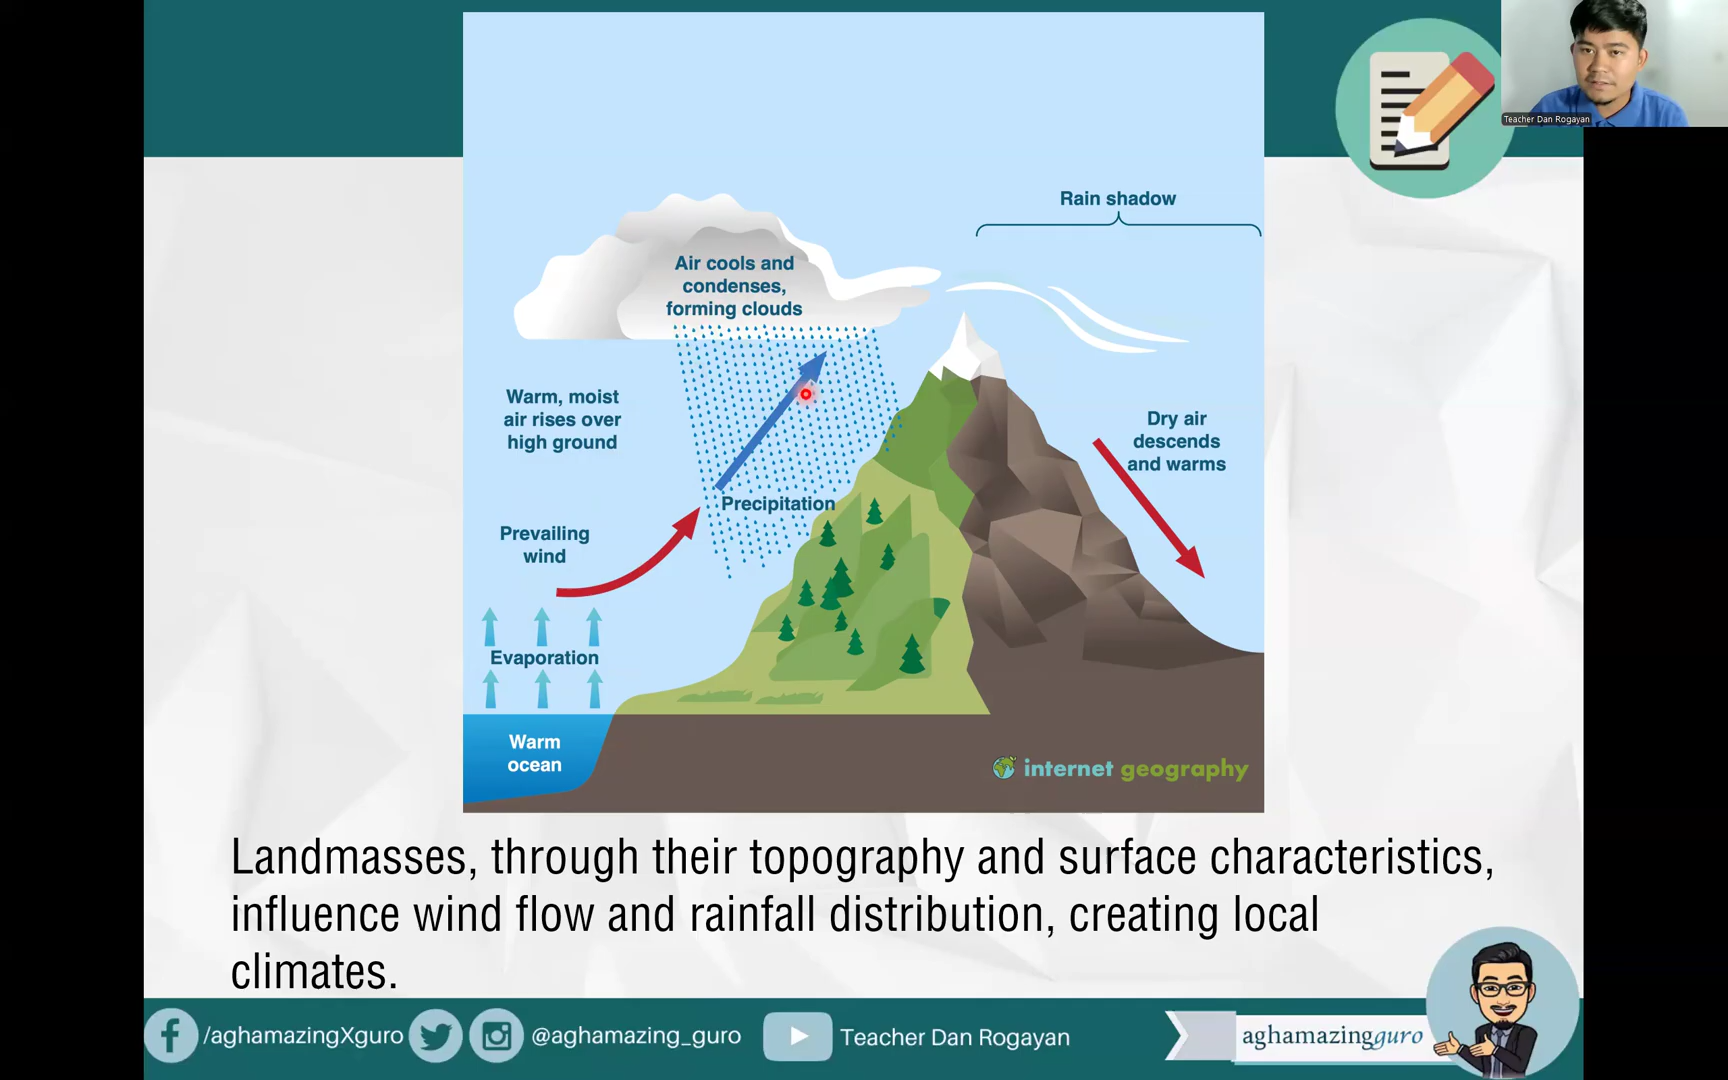 Teacher Dan Rogayan
Rain shadow
Air cools and
condenses,
forming clouds
Warm, moist
air rises over
high ground
Dry air
descends
and warms
Precipitation
Prevailing
wind
Evaporation
Warm
ocean
internet geography
Landmasses, through their topography and surface characteristics,
influence wind flow and rainfall distribution, creating local
climates.
/aghamazingXguro
@aghamazing_guro
Teacher Dan Rogayan
aghamazingguro